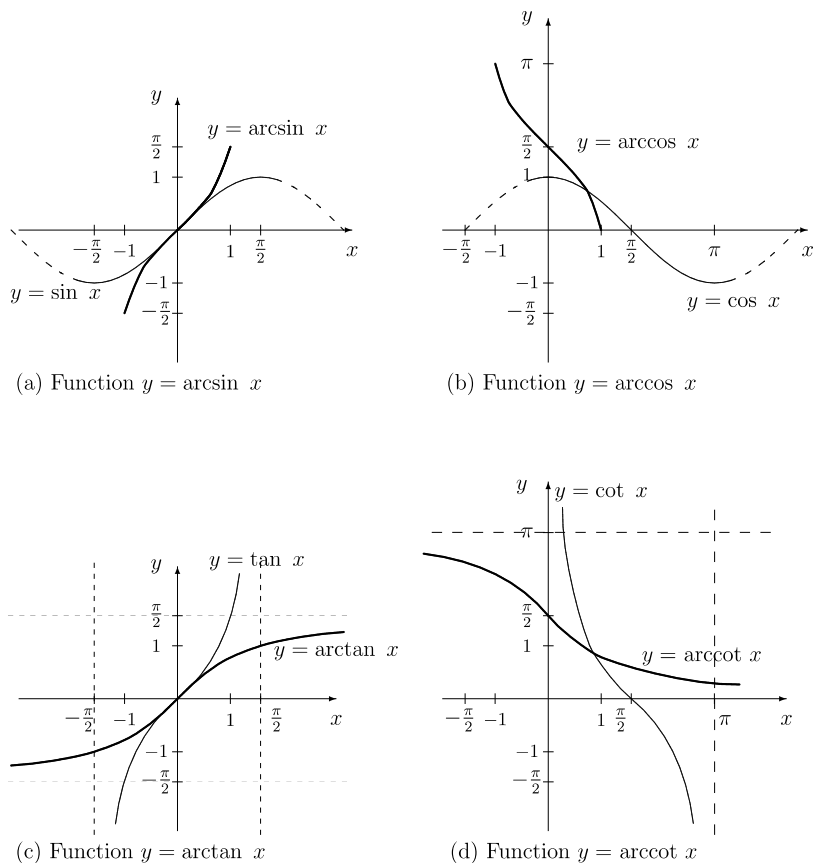 y
y = arcsin x
π/2
1
−π/2 −1 1 π/2 x
−1
−π/2
y = sin x
(a) Function y = arcsin x
y
π
y = arccos x
π/2
1
−π/2 −1 1 π/2 π x
−1
−π/2
y = cos x
(b) Function y = arccos x
y
y = tan x
π/2
1
y = arctan x
−π/2 −1 1 π/2 x
−1
−π/2
(c) Function y = arctan x
y
y = cot x
π
π/2
1
y = arccot x
−π/2 −1 1 π/2 π x
−1
−π/2
(d) Function y = arccot x